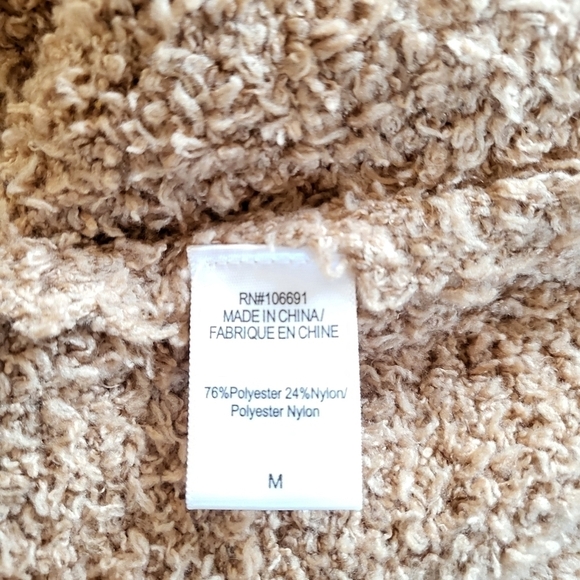 RN#106691
MADE IN CHINA/
FABRIQUE EN CHINE
76%Polyester 24%Nylon/
Polyester Nylon
M